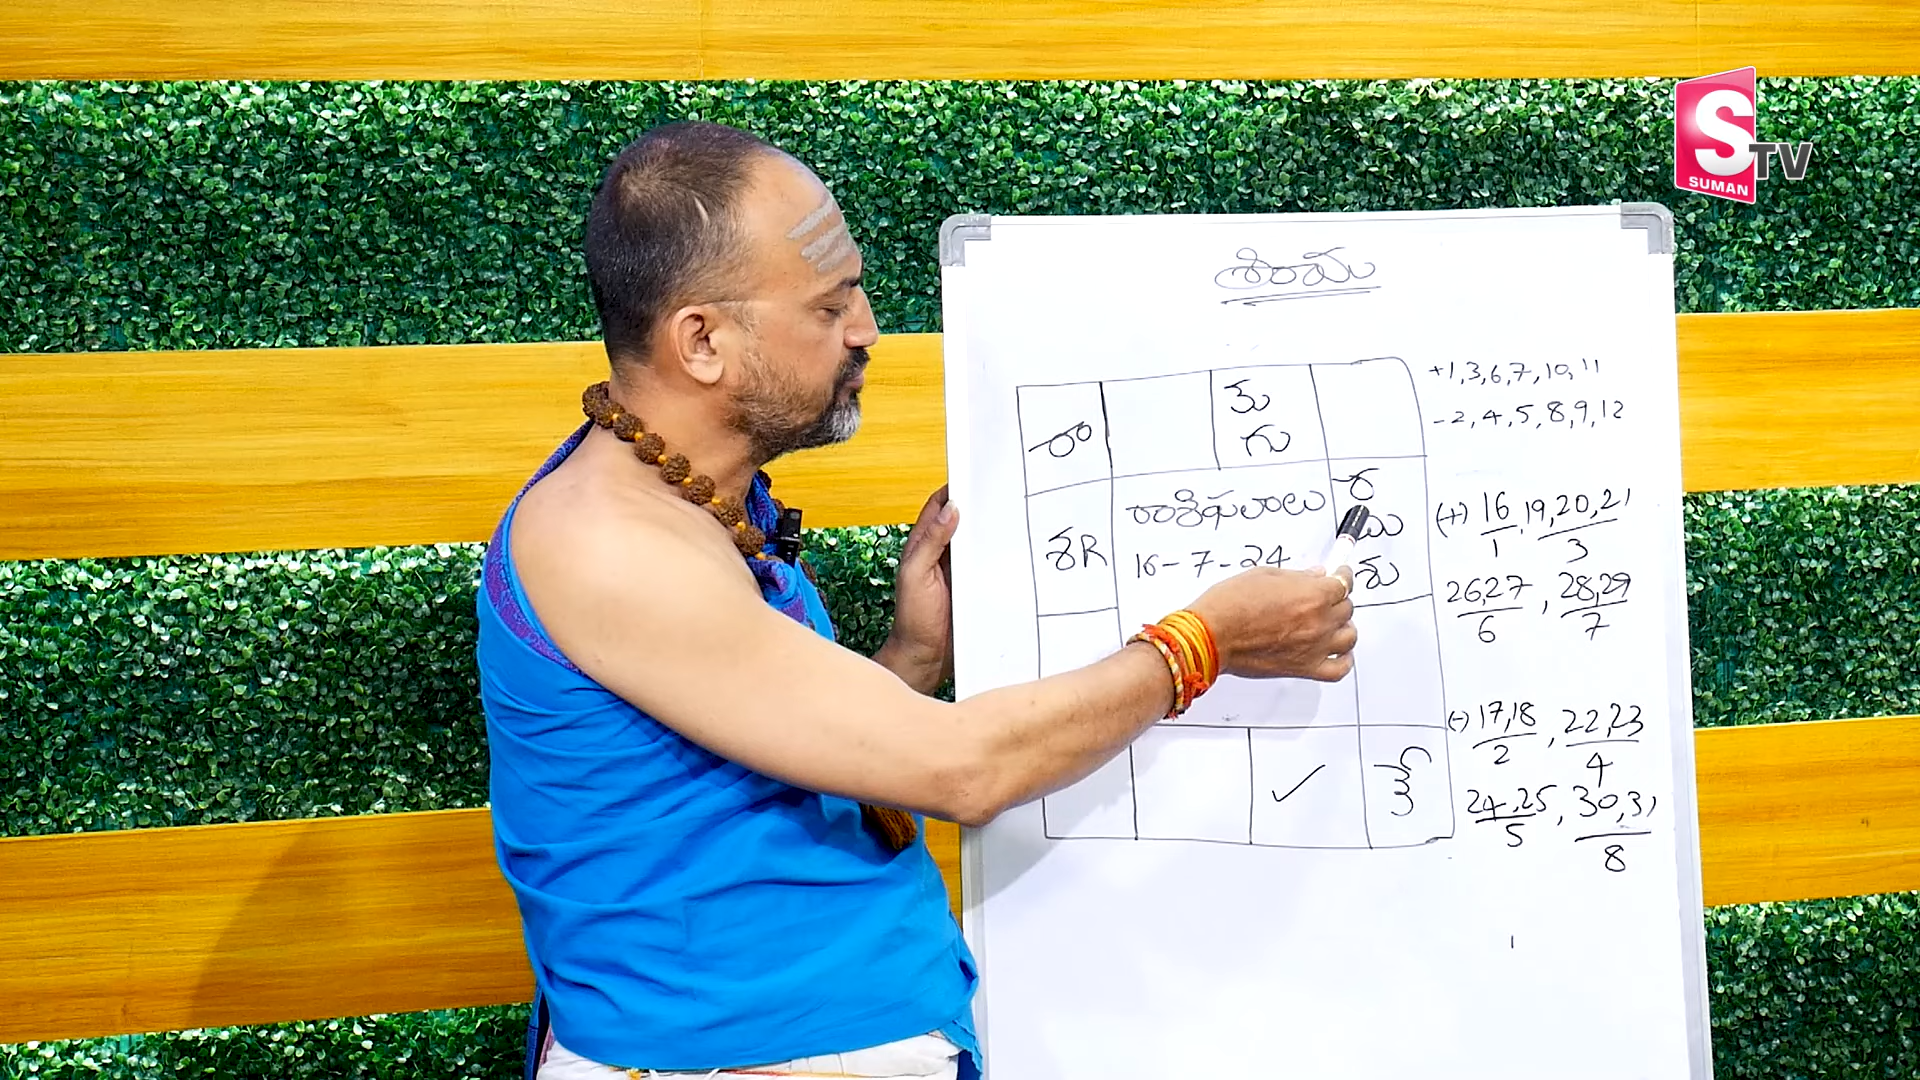 S TV
SUMAN
శ్రీరామ
+1,3,6,7,10,11
-2,4,5,8,9,12
రా
కు
గు
రాశిఫలాలు
16-7-24
ర
శR
శు
కే
✓
(+) 16/1, 19,20,21/3
26,27/6, 28,29/7
(-) 17,18/2, 22,23/4
24,25/5, 30,31/8